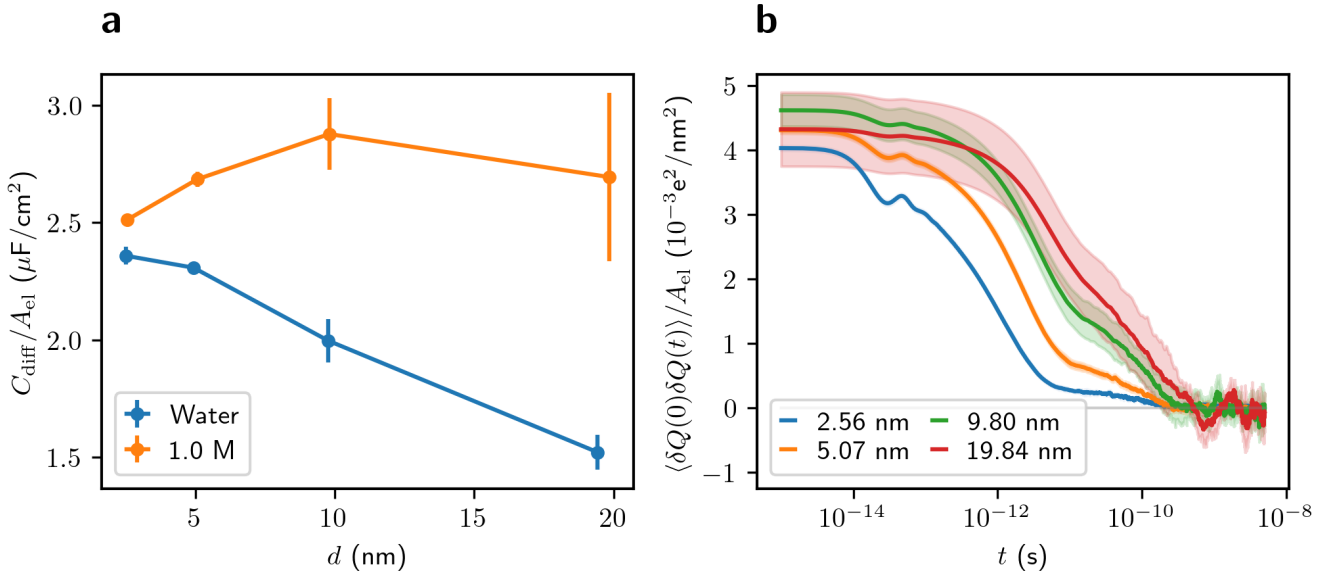 a
3.0
2.5
2.0
1.5
C_diff/A_el (μF/cm²)
Water
1.0 M
5
10
15
20
d (nm)
b
5
4
3
2
1
0
−1
⟨δQ(0)δQ(t)⟩/A_el (10⁻³e²/nm²)
2.56 nm
5.07 nm
9.80 nm
19.84 nm
10⁻¹⁴
10⁻¹²
10⁻¹⁰
10⁻⁸
t (s)